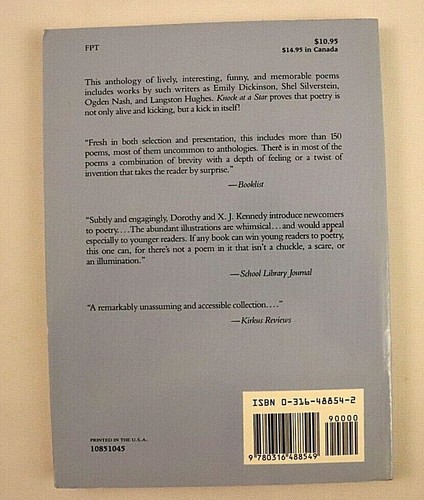 FPT
$10.95
$14.95 in Canada
This anthology of lively, interesting, funny, and memorable poems
includes works by such writers as Emily Dickinson, Shel Silverstein,
Ogden Nash, and Langston Hughes. Knock at a Star proves that poetry is
not only alive and kicking, but a kick in itself!
“Fresh in both selection and presentation, this includes more than 150
poems, most of them uncommon to anthologies. There is in most of the
poems a combination of brevity with a depth of feeling or a twist of
invention that takes the reader by surprise.”
—Booklist
“Subtly and engagingly, Dorothy and X. J. Kennedy introduce newcomers
to poetry....The abundant illustrations are whimsical...and would appeal
especially to younger readers. If any book can win young readers to poetry,
this one can, for there's not a poem in it that isn't a chuckle, a scare, or
an illumination.”
—School Library Journal
“A remarkably unassuming and accessible collection....”
—Kirkus Reviews
ISBN 0-316-48854-2
90000
9 780316 488549
PRINTED IN THE U.S.A.
10851045